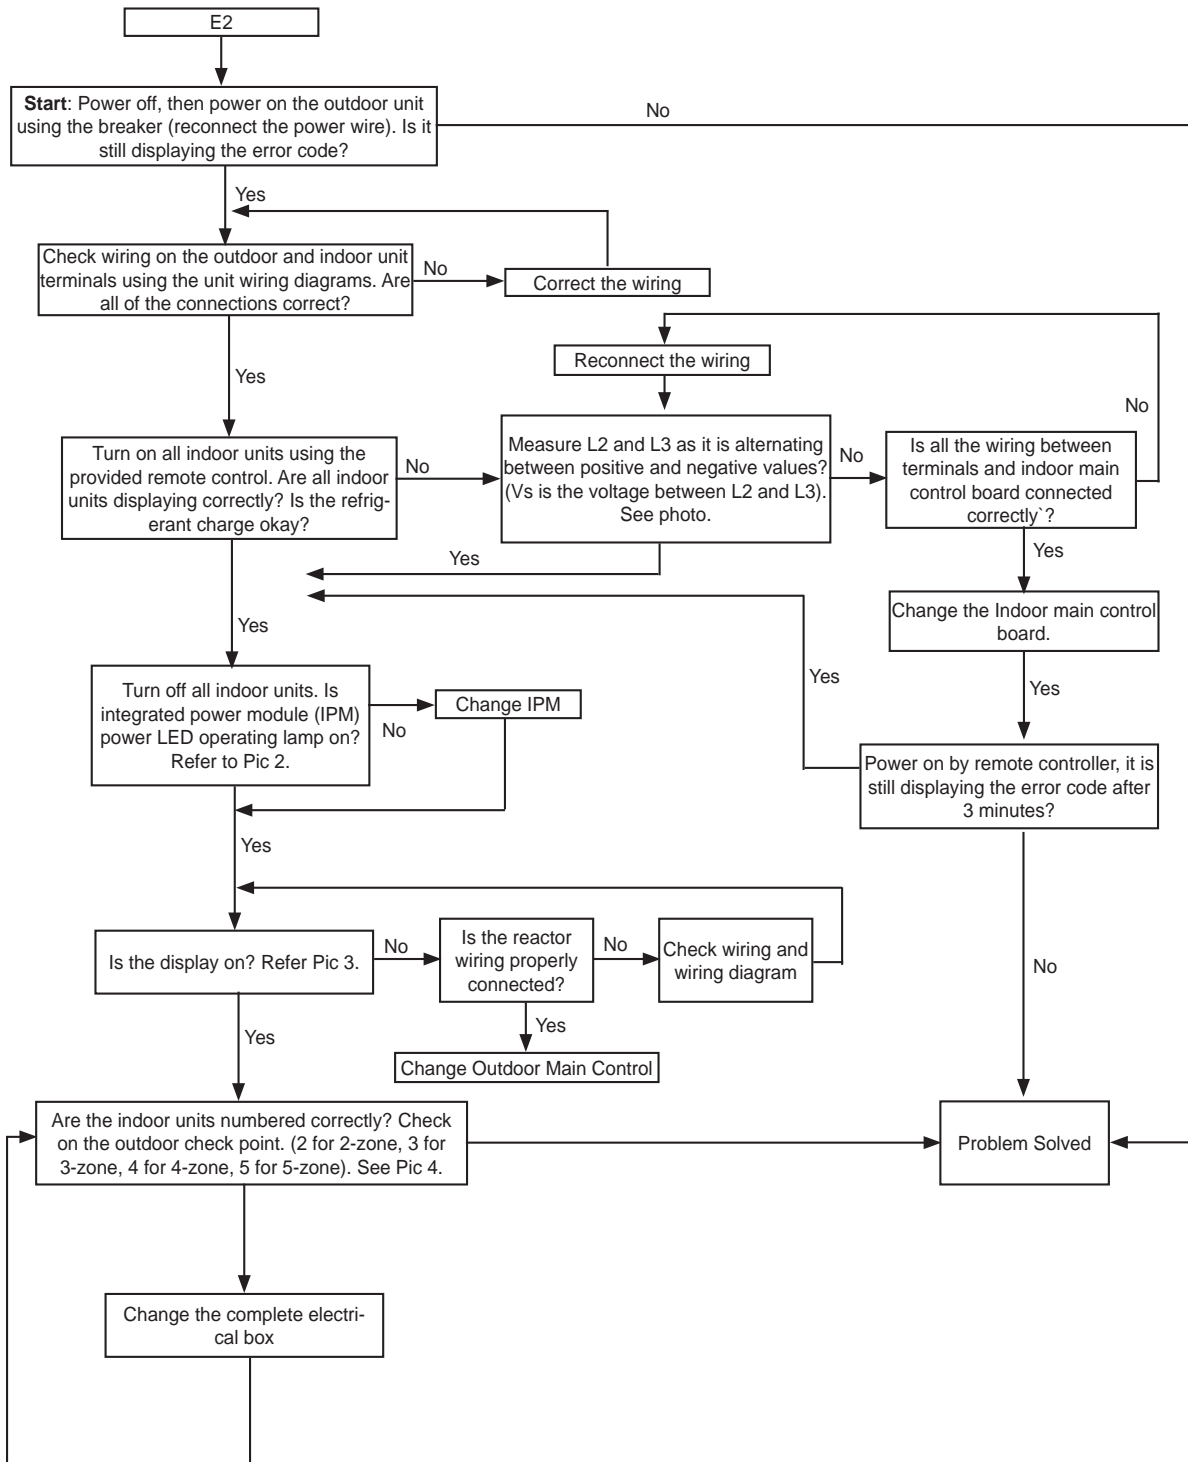 E2
Start: Power off, then power on the outdoor unit
using the breaker (reconnect the power wire). Is it
still displaying the error code?
No
Yes
Check wiring on the outdoor and indoor unit
terminals using the unit wiring diagrams. Are
all of the connections correct?
No
Correct the wiring
Yes
Reconnect the wiring
No
Turn on all indoor units using the
provided remote control. Are all indoor
units displaying correctly? Is the refrig-
erant charge okay?
No
Measure L2 and L3 as it is alternating
between positive and negative values?
(Vs is the voltage between L2 and L3).
See photo.
No
Is all the wiring between
terminals and indoor main
control board connected
correctly`?
Yes
Yes
Change the Indoor main control
board.
Yes
Yes
Yes
Turn off all indoor units. Is
integrated power module (IPM)
power LED operating lamp on?
Refer to Pic 2.
No
Change IPM
Power on by remote controller, it is
still displaying the error code after
3 minutes?
Yes
Is the display on? Refer Pic 3.
No
Is the reactor
wiring properly
connected?
No
Check wiring and
wiring diagram
No
Yes
Yes
Change Outdoor Main Control
Are the indoor units numbered correctly? Check
on the outdoor check point. (2 for 2-zone, 3 for
3-zone, 4 for 4-zone, 5 for 5-zone). See Pic 4.
Problem Solved
Change the complete electri-
cal box